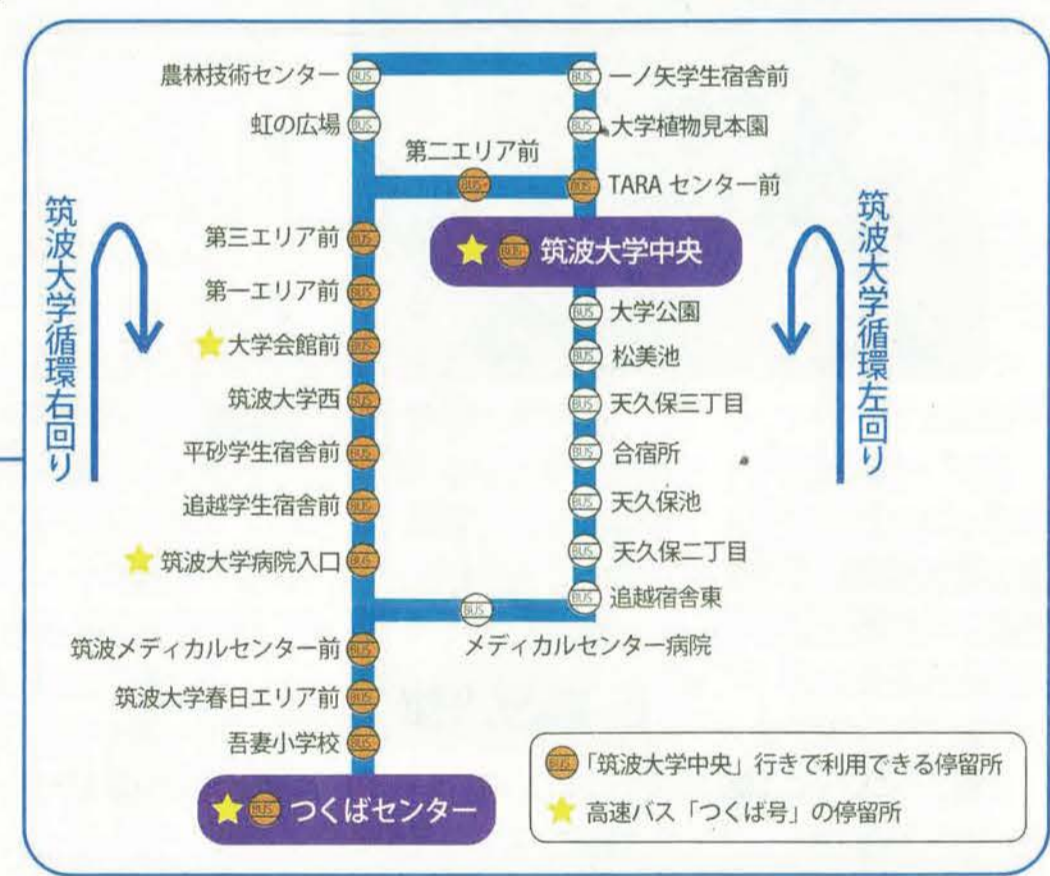 農林技術センター
一ノ矢学生宿舎前
虹の広場
大学植物見本園
第二エリア前
TARA センター前
筑波大学循環右回り
筑波大学循環左回り
第三エリア前
筑波大学中央
第一エリア前
大学公園
大学会館前
松美池
筑波大学西
天久保三丁目
平砂学生宿舎前
合宿所
追越学生宿舎前
天久保池
筑波大学病院入口
天久保二丁目
追越宿舎東
メディカルセンター病院
筑波メディカルセンター前
筑波大学春日エリア前
吾妻小学校
つくばセンター
BUS 「筑波大学中央」行きで利用できる停留所
高速バス「つくば号」の停留所